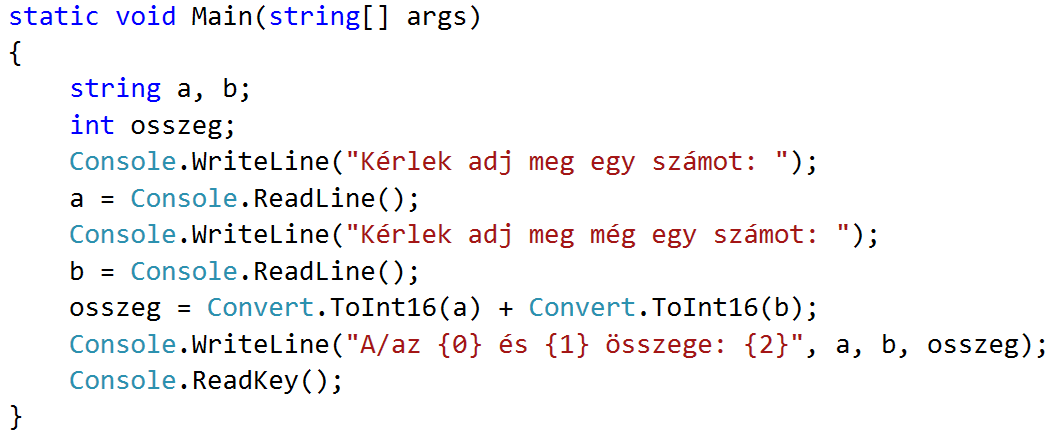 static void Main(string[] args)
{
    string a, b;
    int osszeg;
    Console.WriteLine("Kérlek adj meg egy számot: ");
    a = Console.ReadLine();
    Console.WriteLine("Kérlek adj meg még egy számot: ");
    b = Console.ReadLine();
    osszeg = Convert.ToInt16(a) + Convert.ToInt16(b);
    Console.WriteLine("A/az {0} és {1} összege: {2}", a, b, osszeg);
    Console.ReadKey();
}